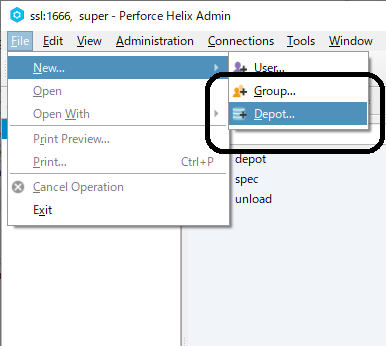 ssl:1666,  super - Perforce Helix Admin
File Edit View Administration Connections Tools Window
New...
User...
Open
Group...
Open With
Depot...
Print Preview...
Print... Ctrl+P
depot
Cancel Operation
spec
Exit
unload